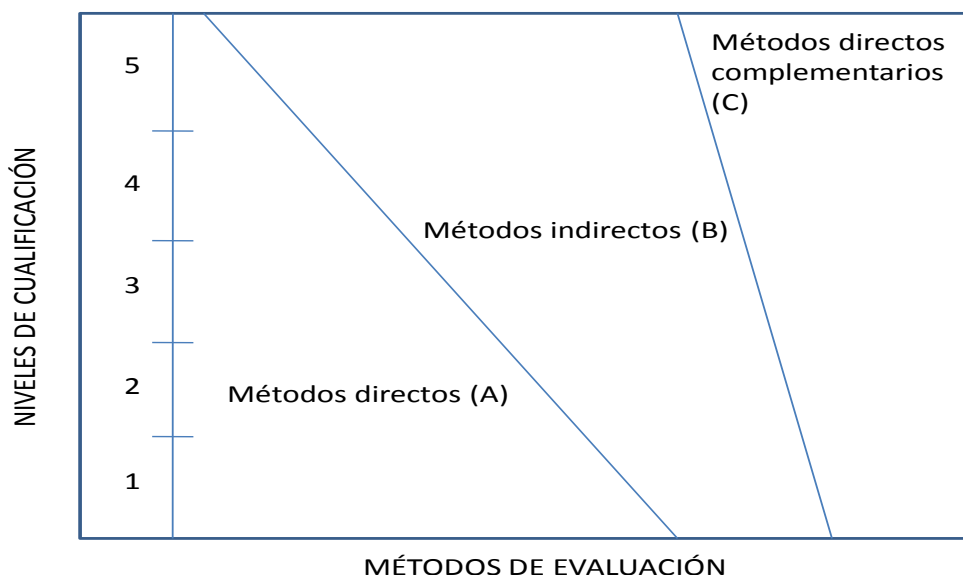 NIVELES DE CUALIFICACIÓN
5
4
3
2
1
Métodos directos
complementarios
(C)
Métodos indirectos (B)
Métodos directos (A)
MÉTODOS DE EVALUACIÓN